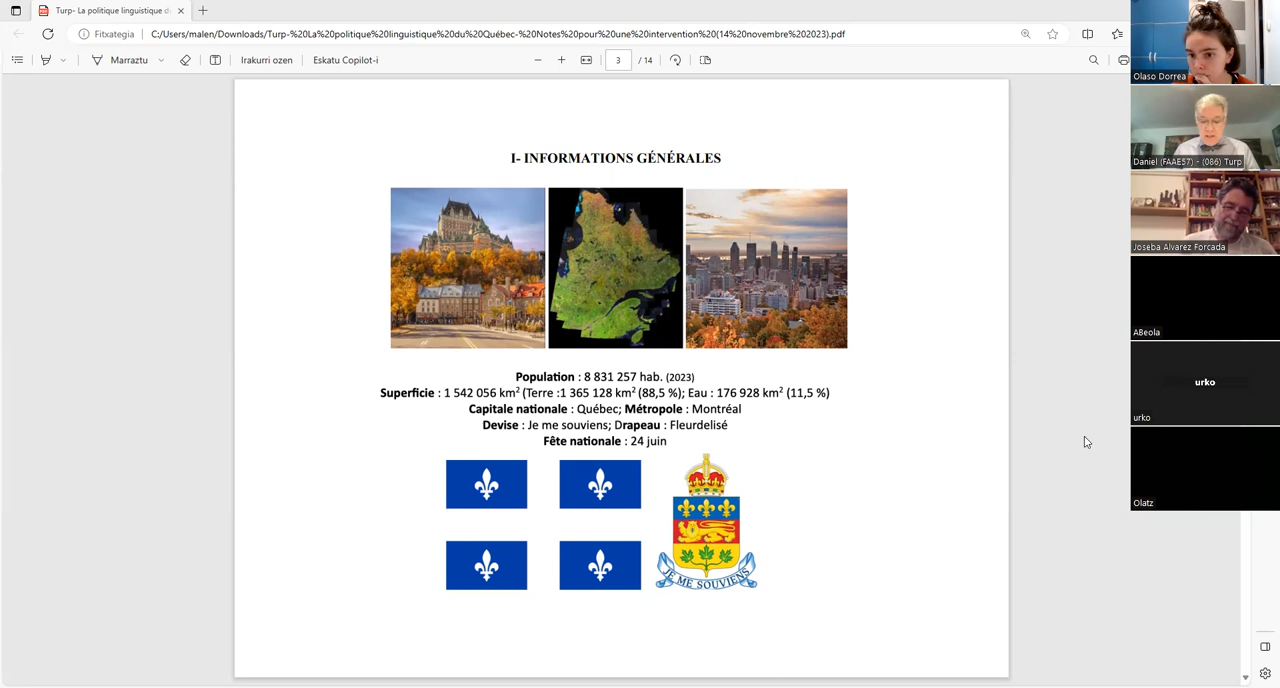 Turp- La politique linguistique d
Fitxategia
C:/Users/malen/Downloads/Turp-%20La%20politique%20linguistique%20du%20Québec-%20Notes%20pour%20une%20intervention%20(14%20novembre%202023).pdf
Marraztu
Irakurri ozen
Eskatu Copilot-i
3 / 14
I- INFORMATIONS GÉNÉRALES
Population : 8 831 257 hab. (2023)
Superficie : 1 542 056 km² (Terre :1 365 128 km² (88,5 %); Eau : 176 928 km² (11,5 %)
Capitale nationale : Québec; Métropole : Montréal
Devise : Je me souviens; Drapeau : Fleurdelisé
Fête nationale : 24 juin
JE ME SOUVIENS
Olaso Dorrea
Daniel (FAAE57) - (086) Turp
Joseba Alvarez Forcada
ABeola
urko
urko
Olatz